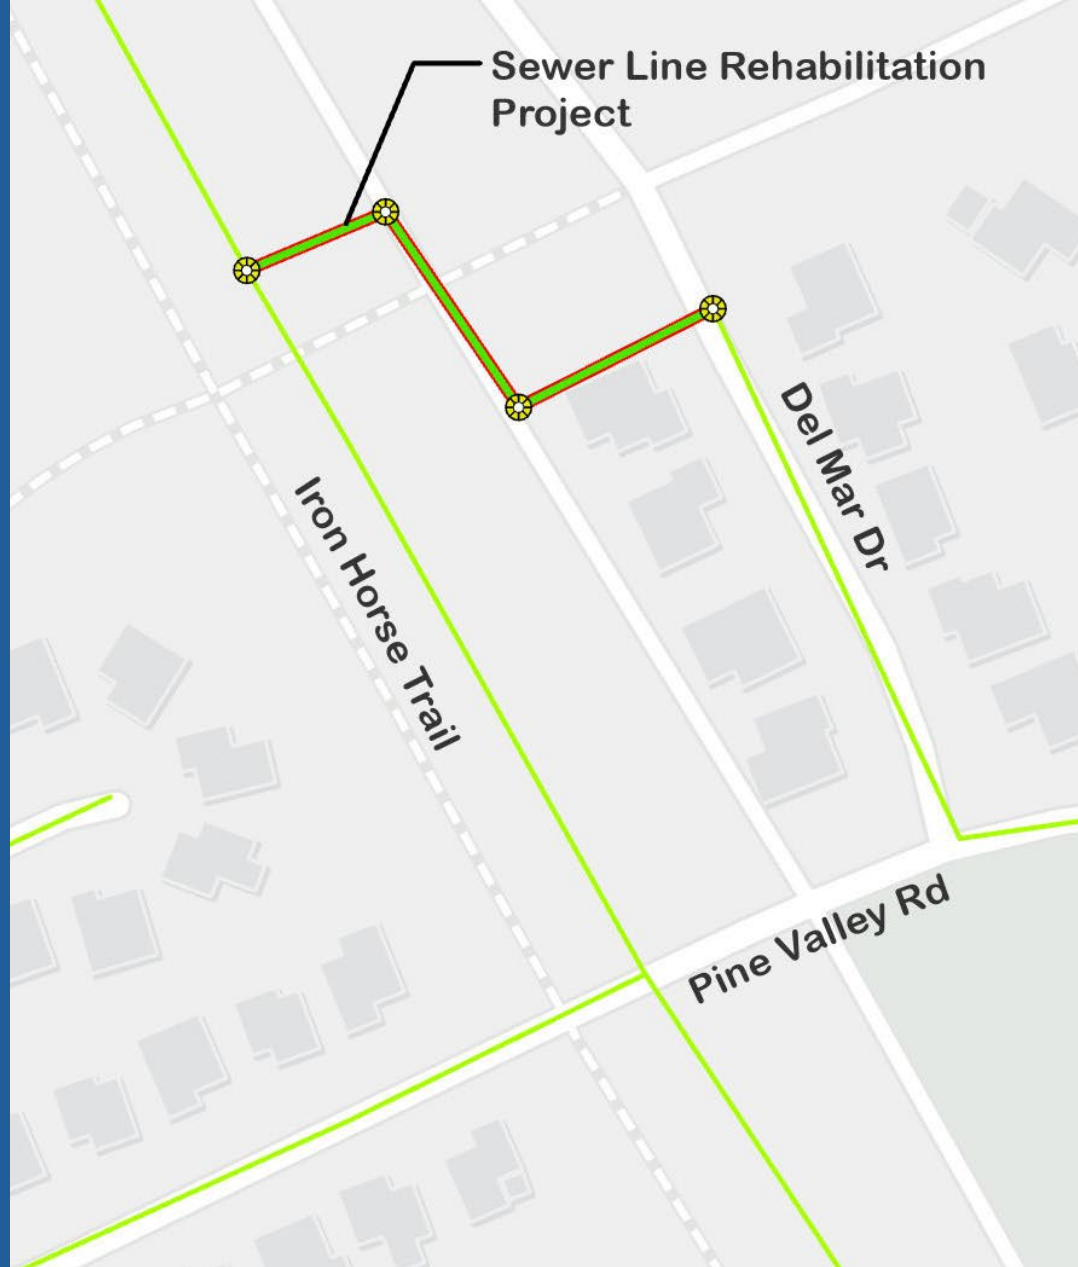 Sewer Line Rehabilitation
Project
Del Mar Dr
Iron Horse Trail
Pine Valley Rd